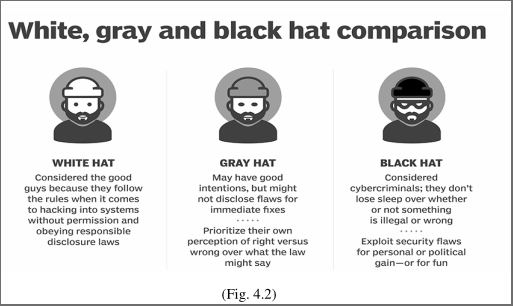 White, gray and black hat comparison
WHITE HAT
Considered the good
guys because they follow
the rules when it comes
to hacking into systems
without permission and
obeying responsible
disclosure laws
GRAY HAT
May have good
intentions, but might
not disclose flaws for
immediate fixes
.....
Prioritize their own
perception of right versus
wrong over what the law
might say
BLACK HAT
Considered
cybercriminals; they don't
lose sleep over whether
or not something
is illegal or wrong
.....
Exploit security flaws
for personal or political
gain—or for fun
(Fig. 4.2)